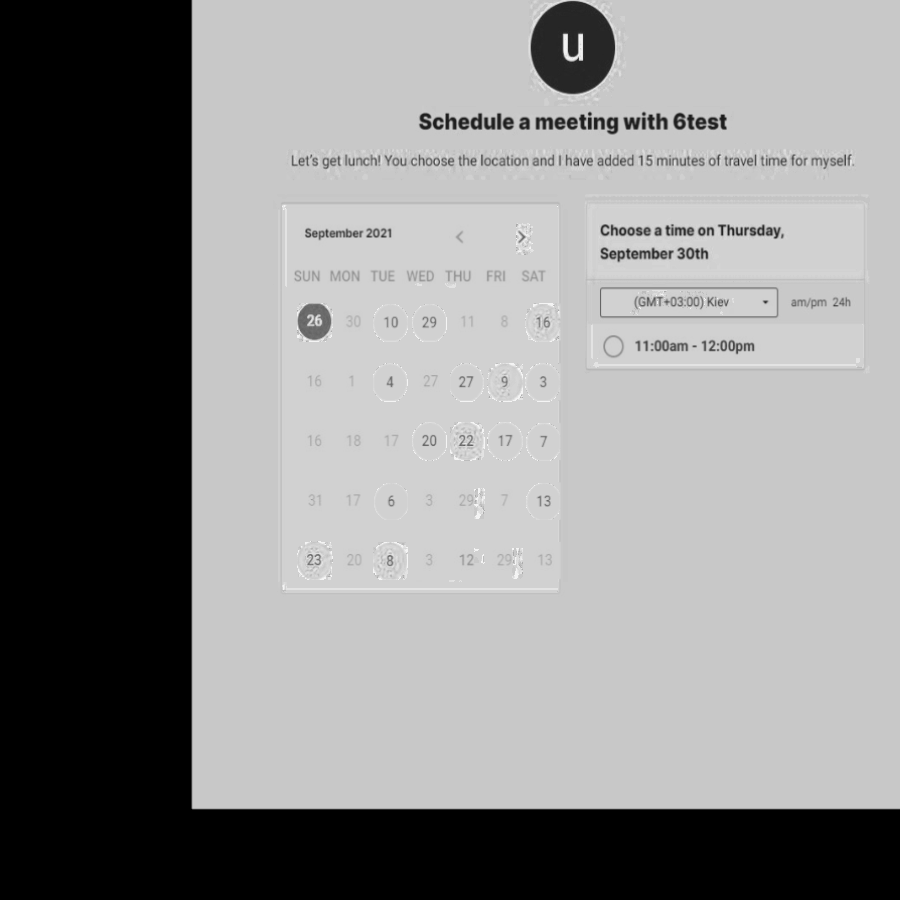 u
Schedule a meeting with 6test
Let's get lunch! You choose the location and I have added 15 minutes of travel time for myself.
September 2021
SUN MON TUE WED THU FRI SAT
26 30 10 29 11 8 16
16 1 4 27 27 9 3
16 18 17 20 22 17 7
31 17 6 3 29 7 13
23 20 8 3 12 29 13
Choose a time on Thursday,
September 30th
(GMT+03:00) Kiev am/pm 24h
11:00am - 12:00pm